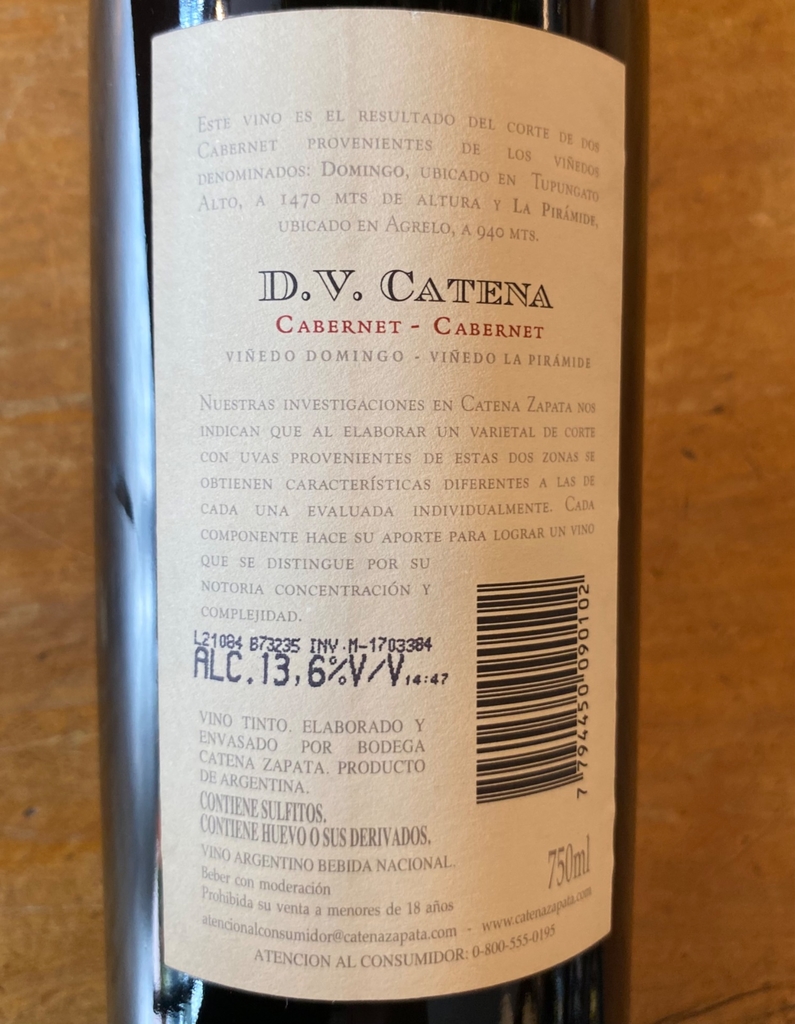 Este vino es el resultado del corte de dos
Cabernet provenientes de los viñedos
denominados: Domingo, ubicado en Tupungato
Alto, a 1470 mts de altura y La Pirámide,
ubicado en Agrelo, a 940 mts.
D.V. CATENA
Cabernet - Cabernet
VIÑEDO DOMINGO - VIÑEDO LA PIRÁMIDE
Nuestras investigaciones en Catena Zapata nos
indican que al elaborar un varietal de corte
con uvas provenientes de estas dos zonas se
obtienen características diferentes a las de
cada una evaluada individualmente. Cada
componente hace su aporte para lograr un vino
que se distingue por su
notoria concentración y
complejidad.
L21084 B73235 INV.M-1703384
ALC.13,6%V/V 14:47
VINO TINTO. ELABORADO Y
ENVASADO POR BODEGA
CATENA ZAPATA. PRODUCTO
DE ARGENTINA.
CONTIENE SULFITOS.
CONTIENE HUEVO O SUS DERIVADOS.
VINO ARGENTINO BEBIDA NACIONAL.
Beber con moderación
Prohibida su venta a menores de 18 años
atencionalconsumidor@catenazapata.com - www.catenazapata.com
ATENCION AL CONSUMIDOR: 0-800-555-0195
7 794450 090102
750ml